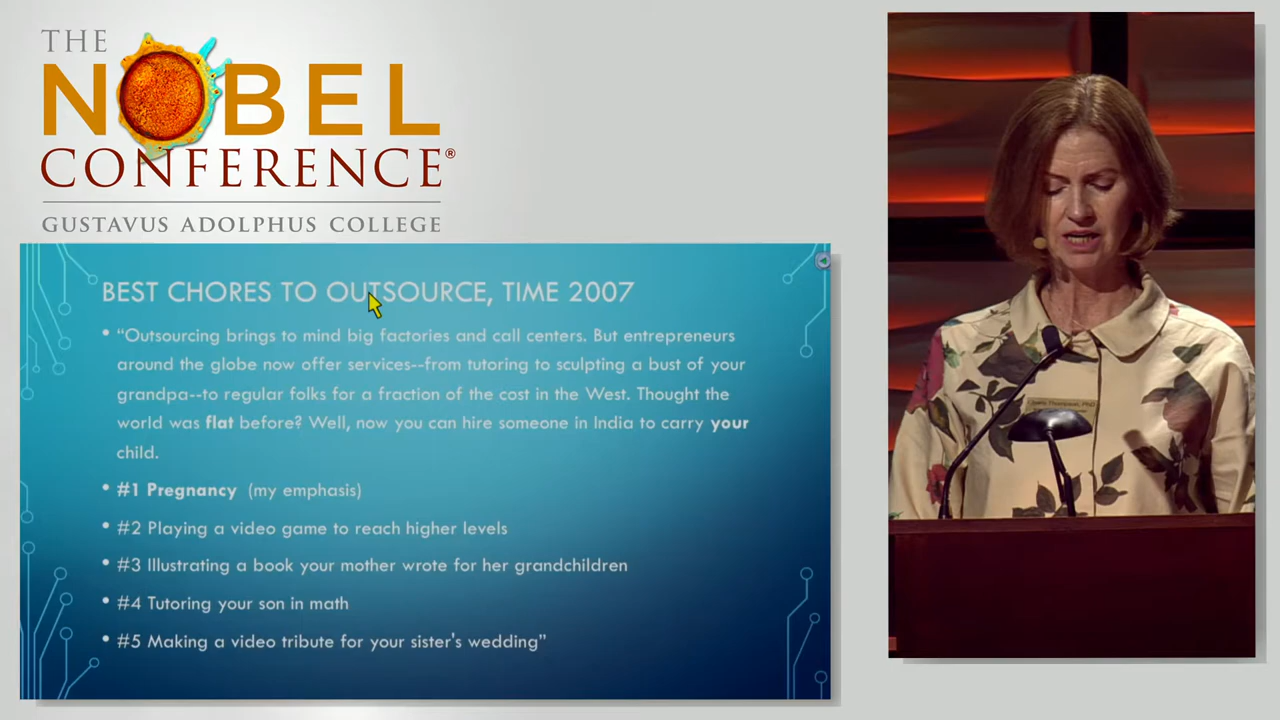 THE
NOBEL
CONFERENCE®
GUSTAVUS ADOLPHUS COLLEGE
BEST CHORES TO OUTSOURCE, TIME 2007
• “Outsourcing brings to mind big factories and call centers. But entrepreneurs
around the globe now offer services--from tutoring to sculpting a bust of your
grandpa--to regular folks for a fraction of the cost in the West. Thought the
world was flat before? Well, now you can hire someone in India to carry your
child.
• #1 Pregnancy (my emphasis)
• #2 Playing a video game to reach higher levels
• #3 Illustrating a book your mother wrote for her grandchildren
• #4 Tutoring your son in math
• #5 Making a video tribute for your sister's wedding”
Thompson, PhD